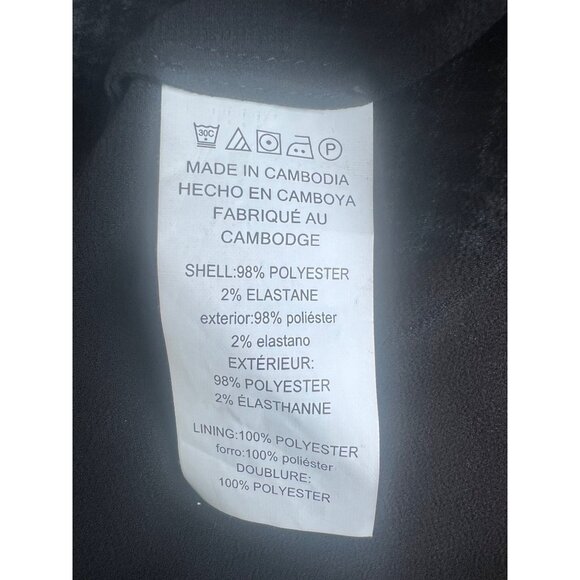 30C P
MADE IN CAMBODIA
HECHO EN CAMBOYA
FABRIQUÉ AU
CAMBODGE
SHELL:98% POLYESTER
2% ELASTANE
exterior:98% poliéster
2% elastano
EXTÉRIEUR:
98% POLYESTER
2% ÉLASTHANNE
LINING:100% POLYESTER
forro:100% poliéster
DOUBLURE:
100% POLYESTER